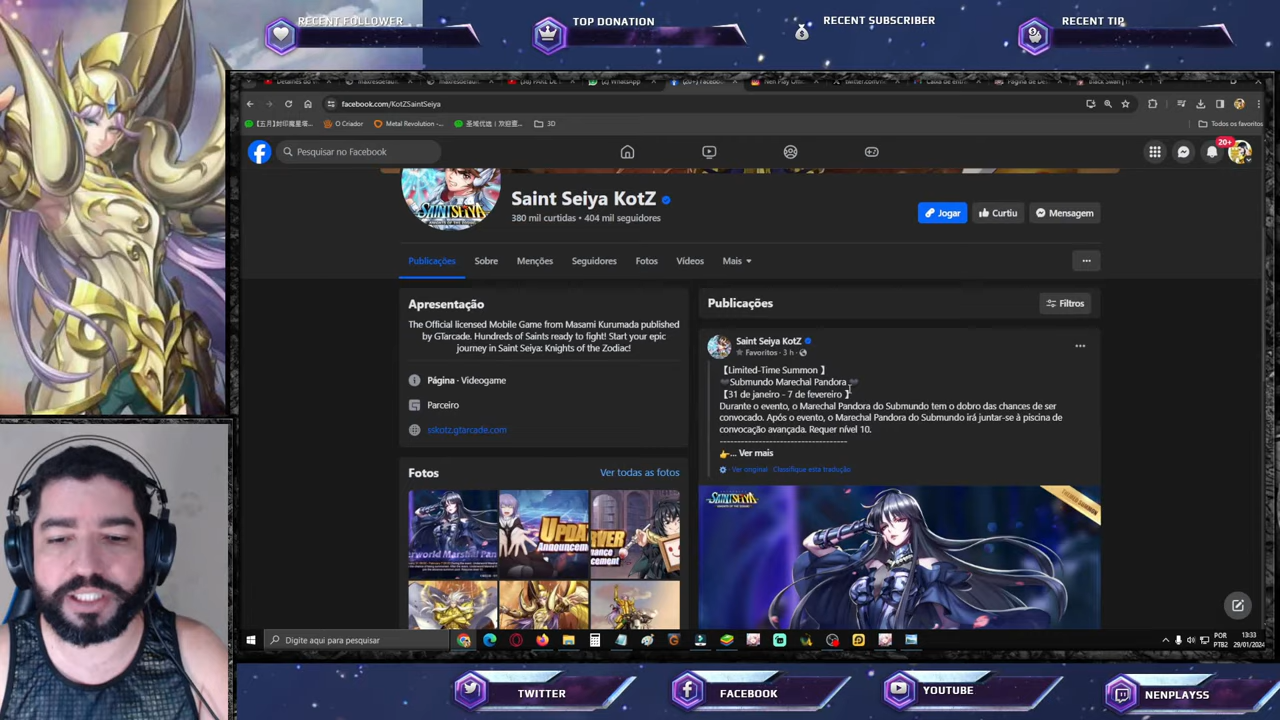 RECENT FOLLOWER
TOP DONATION
RECENT SUBSCRIBER
RECENT TIP
WhatsApp
facebook.com/KotZSaintSeiya
O Criador
Metal Revolution -...
3D
Todos os favoritos
Pesquisar no Facebook
20+
Saint Seiya KotZ
380 mil curtidas • 404 mil seguidores
Jogar
Curtiu
Mensagem
Publicações
Sobre
Menções
Seguidores
Fotos
Vídeos
Mais
Apresentação
The Official licensed Mobile Game from Masami Kurumada published
by GTarcade. Hundreds of Saints ready to fight! Start your epic
journey in Saint Seiya: Knights of the Zodiac!
Página · Videogame
Parceiro
sskotz.gtarcade.com
Fotos
Ver todas as fotos
Publicações
Filtros
Saint Seiya KotZ
Favoritos · 3 h ·
【Limited-Time Summon 】
Submundo Marechal Pandora
【31 de janeiro - 7 de fevereiro 】
Durante o evento, o Marechal Pandora do Submundo tem o dobro das chances de ser
convocado. Após o evento, o Marechal Pandora do Submundo irá juntar-se à piscina de
convocação avançada. Requer nível 10.
-----------------------------------
... Ver mais
Ver original · Classifique esta tradução
SAINT SEIYA
Digite aqui para pesquisar
POR
PTB2
13:33
29/01/2024
TWITTER
FACEBOOK
YOUTUBE
NENPLAYSS